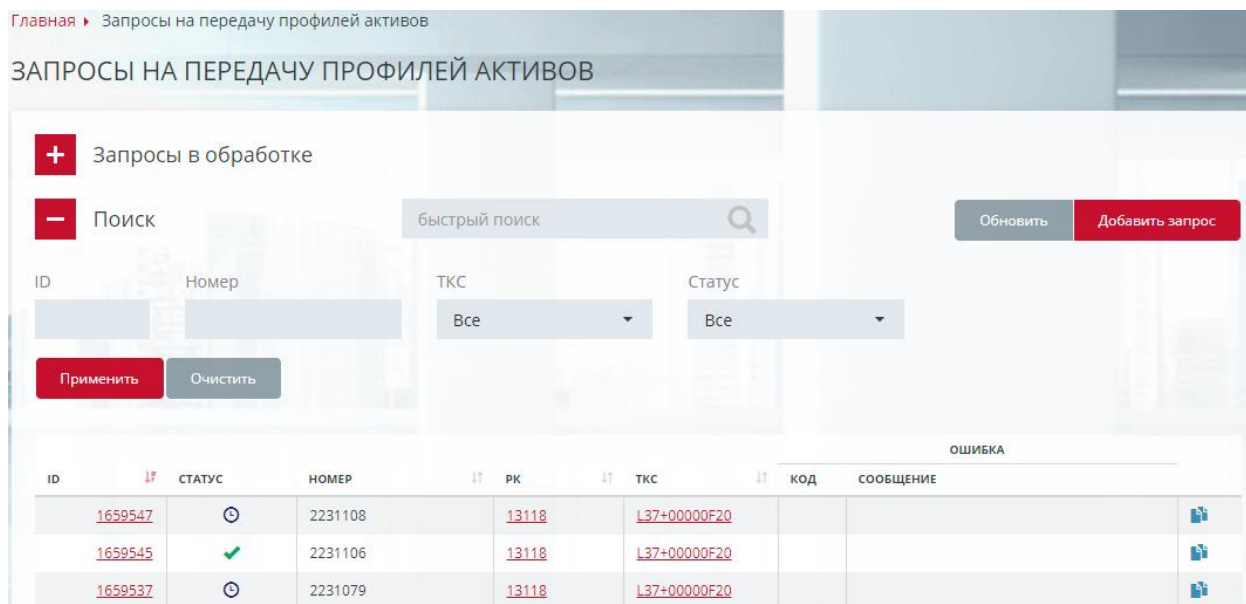 Главная Запросы на передачу профилей активов
ЗАПРОСЫ НА ПЕРЕДАЧУ ПРОФИЛЕЙ АКТИВОВ
Запросы в обработке
Поиск быстрый поиск Обновить Добавить запрос
ID Номер ТКС Статус
Все Все
Применить Очистить
ОШИБКА
ID СТАТУС НОМЕР РК ТКС КОД СООБЩЕНИЕ
1659547 2231108 13118 L37+00000F20
1659545 2231106 13118 L37+00000F20
1659537 2231079 13118 L37+00000F20